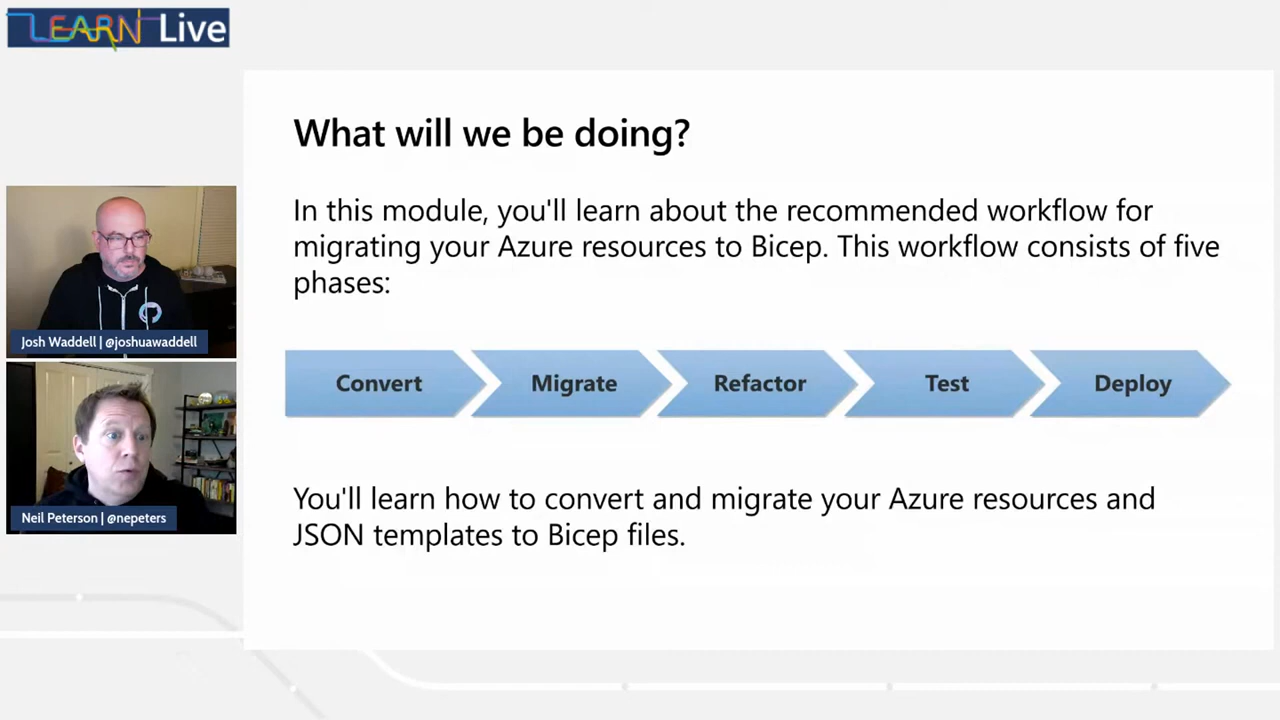 LEARN Live
What will we be doing?
In this module, you'll learn about the recommended workflow for
migrating your Azure resources to Bicep. This workflow consists of five
phases:
Convert
Migrate
Refactor
Test
Deploy
You'll learn how to convert and migrate your Azure resources and
JSON templates to Bicep files.
Josh Waddell | @joshuawaddell
Neil Peterson | @nepeters